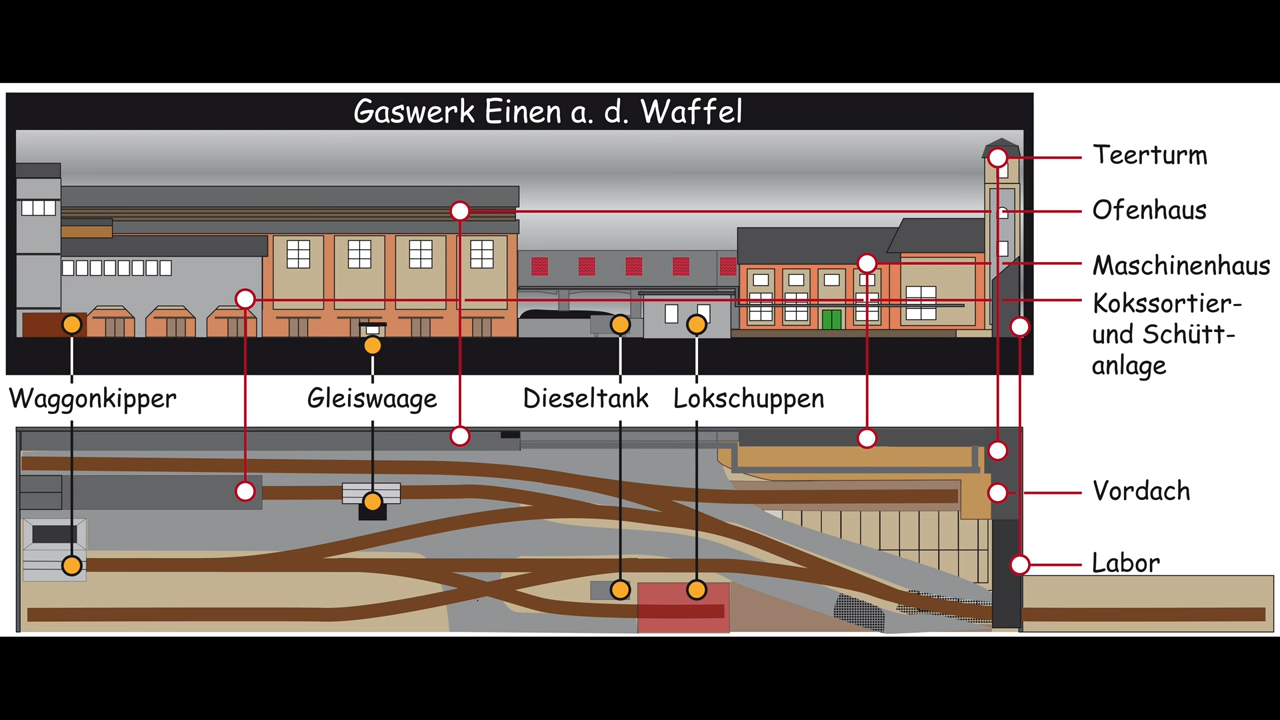 Gaswerk Einen a. d. Waffel
Teerturm
Ofenhaus
Maschinenhaus
Kokssortier-
und Schütt-
anlage
Waggonkipper
Gleiswaage
Dieseltank
Lokschuppen
Vordach
Labor